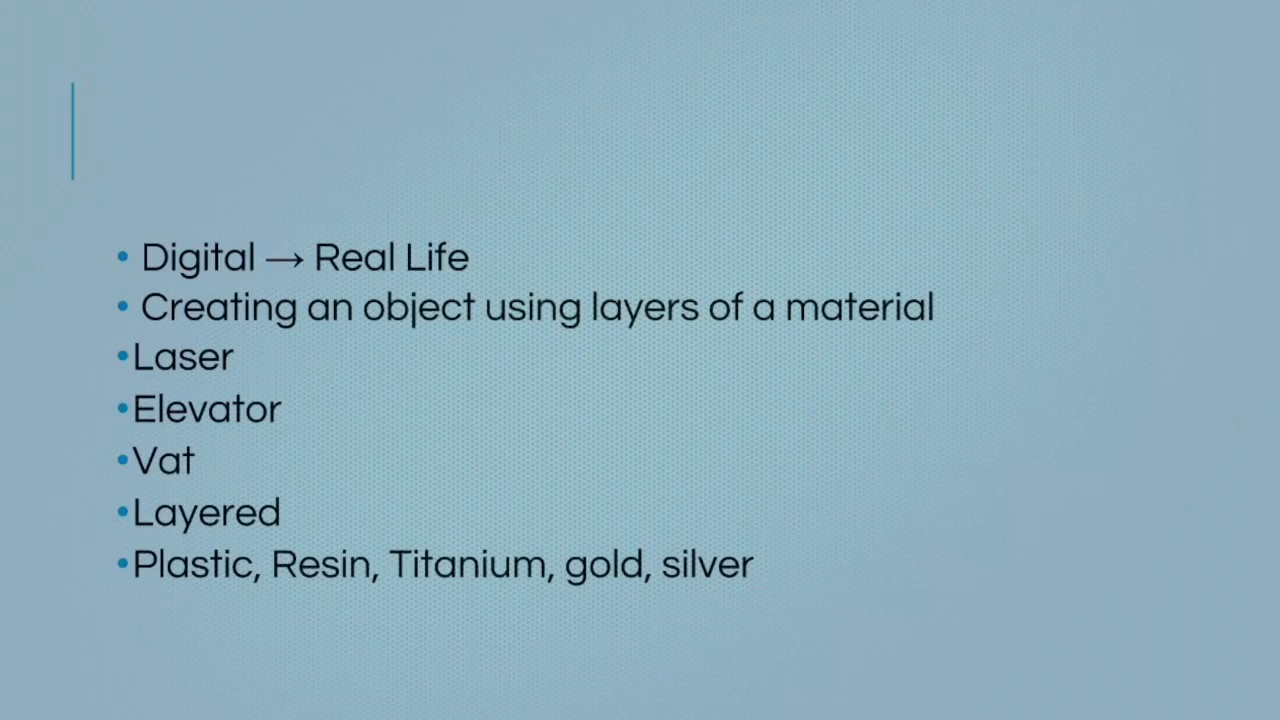 • Digital → Real Life
• Creating an object using layers of a material
•Laser
•Elevator
•Vat
•Layered
•Plastic, Resin, Titanium, gold, silver